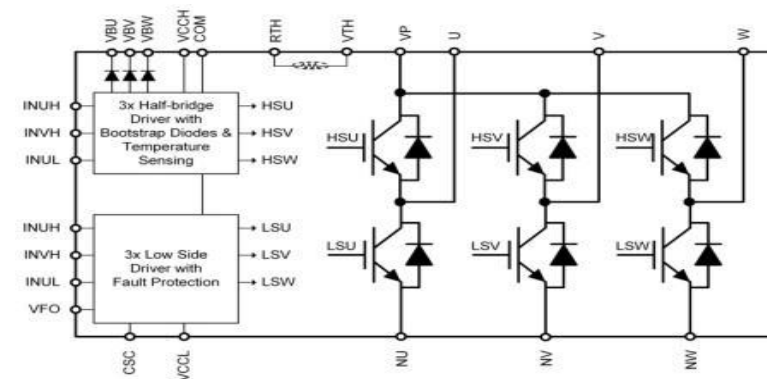 VBU
VBV
VBW
VCCH
COM
RTH
VTH
VP
U
V
W
INUH
INVH
INUL
3x Half-bridge
Driver with
Bootstrap Diodes &
Temperature
Sensing
HSU
HSV
HSW
HSU
HSV
HSW
INUH
INVH
INUL
VFO
3x Low Side
Driver with
Fault Protection
LSU
LSV
LSW
LSU
LSV
LSW
CSC
VCCL
NU
NV
NW